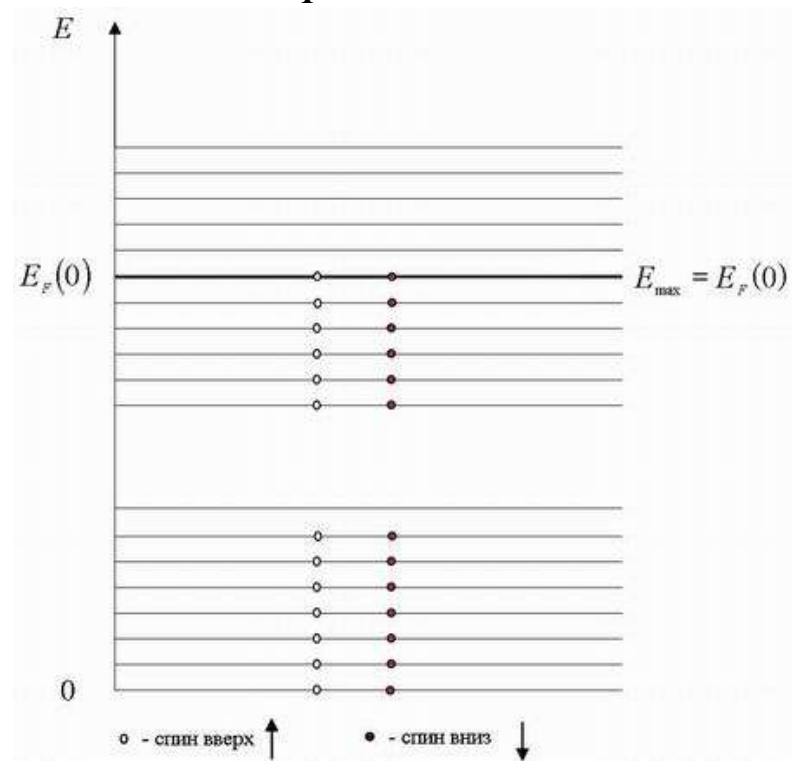 E
E_F(0)
E_max = E_F(0)
0
- спин вверх
- спин вниз